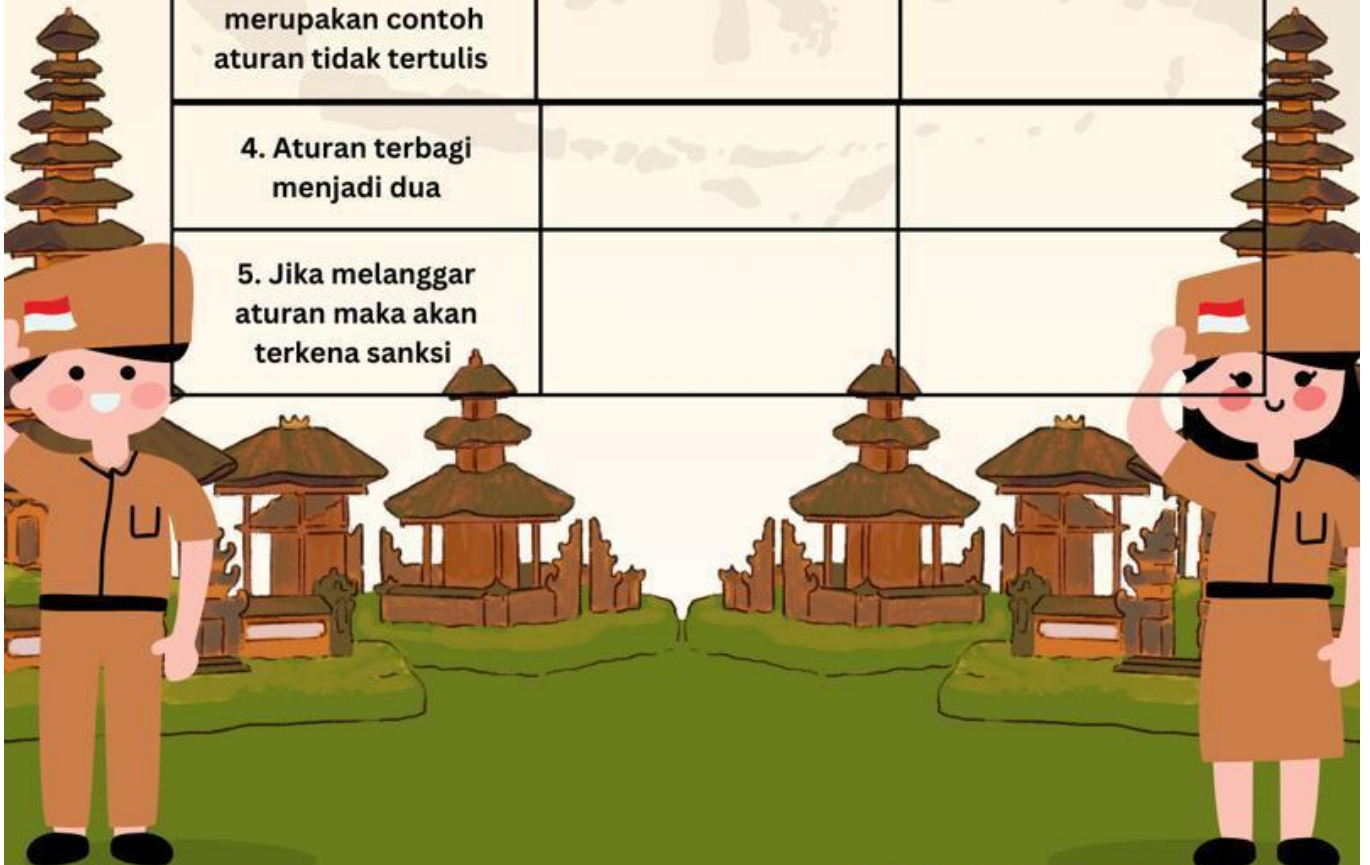 merupakan contoh
aturan tidak tertulis
4. Aturan terbagi
menjadi dua
5. Jika melanggar
aturan maka akan
terkena sanksi